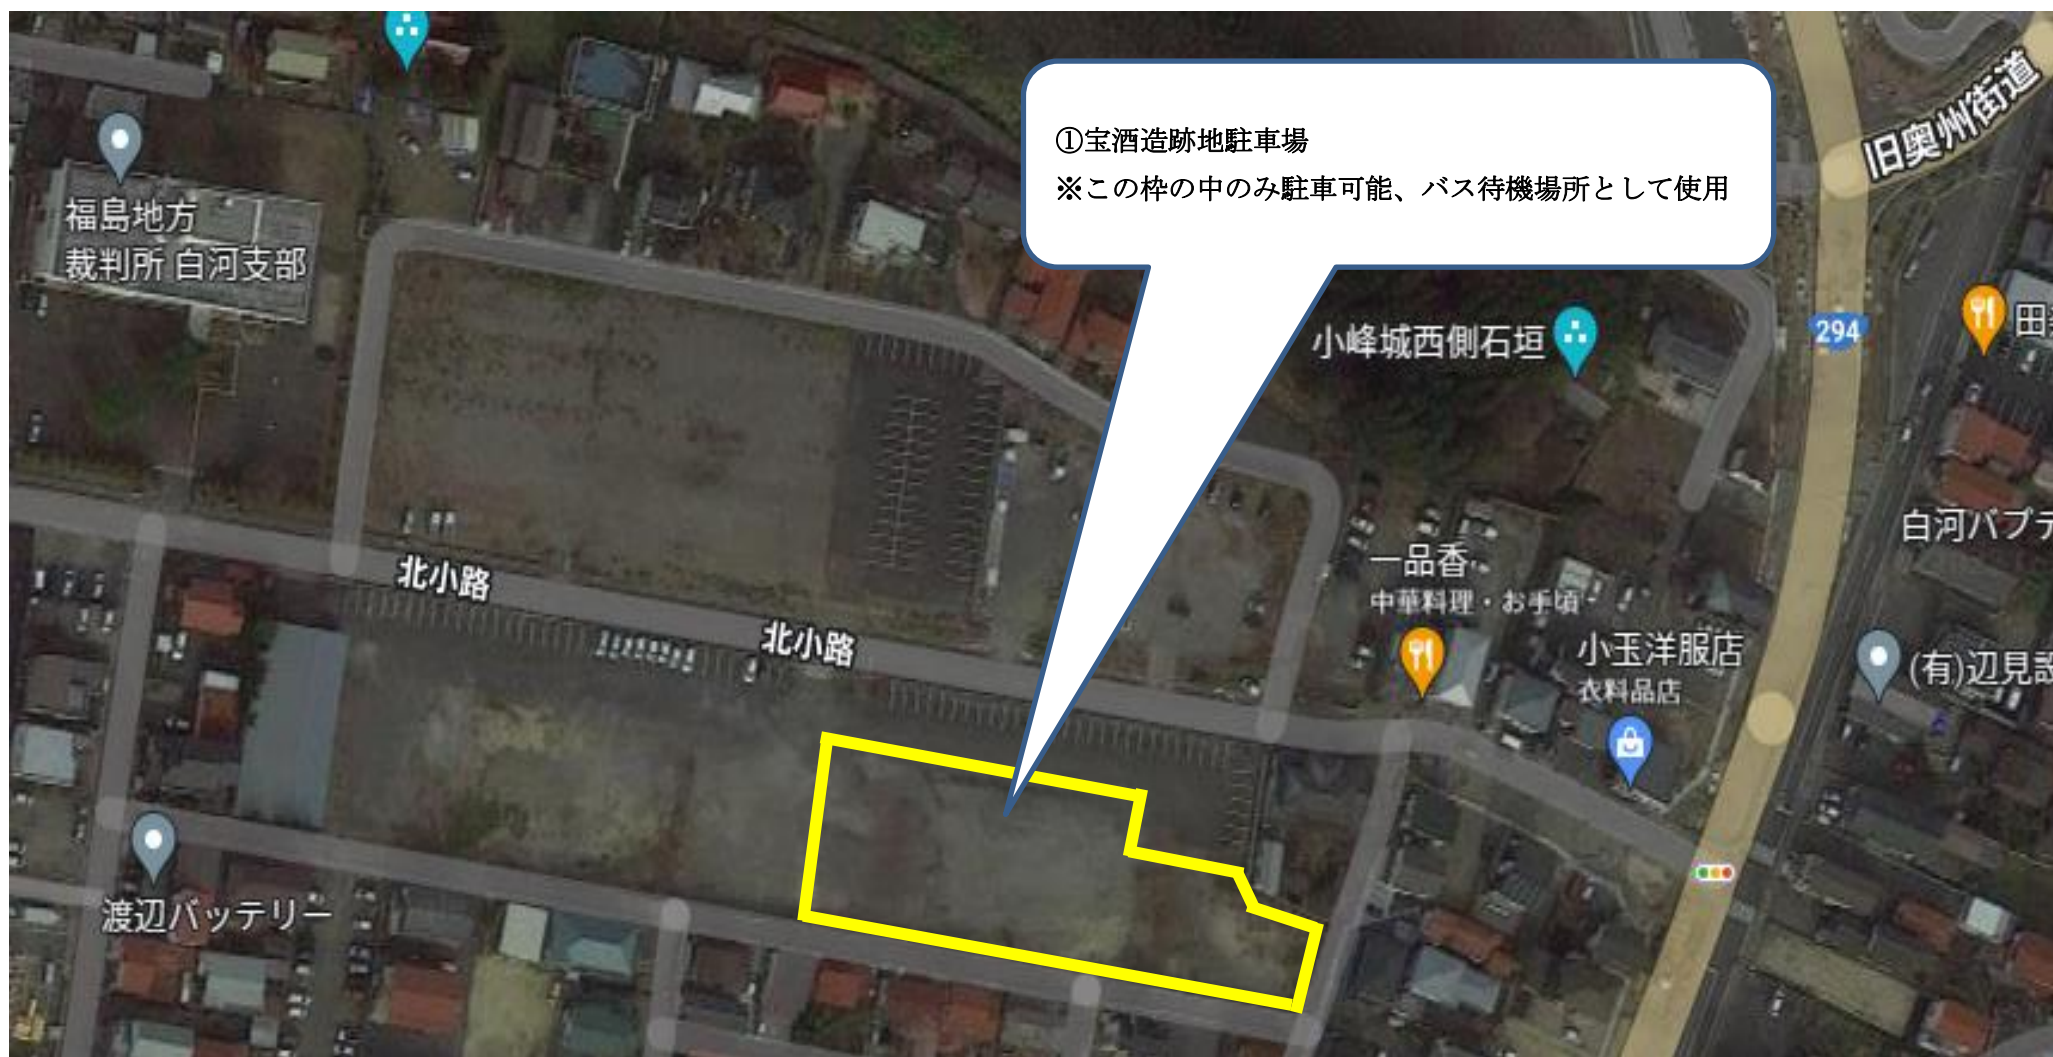 ①宝酒造跡地駐車場
※この枠の中のみ駐車可能、バス待機場所として使用
旧奥州街道
福島地方
裁判所 白河支部
小峰城西側石垣
294
田
白河バプテ
北小路
北小路
一品香
中華料理・お手頃
小玉洋服店
衣料品店
(有)辺見設
渡辺バッテリー